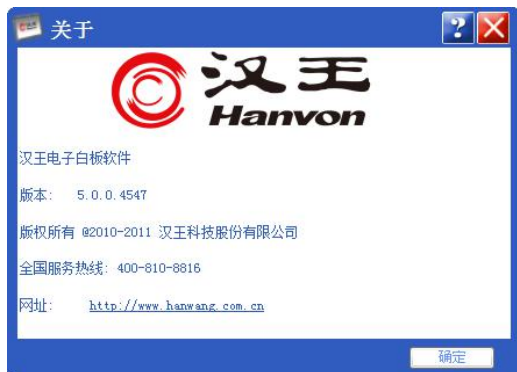 关于
汉王
Hanvon
汉王电子白板软件
版本: 5.0.0.4547
版权所有 @2010-2011 汉王科技股份有限公司
全国服务热线: 400-810-8816
网址: http://www.hanwang.com.cn
确定